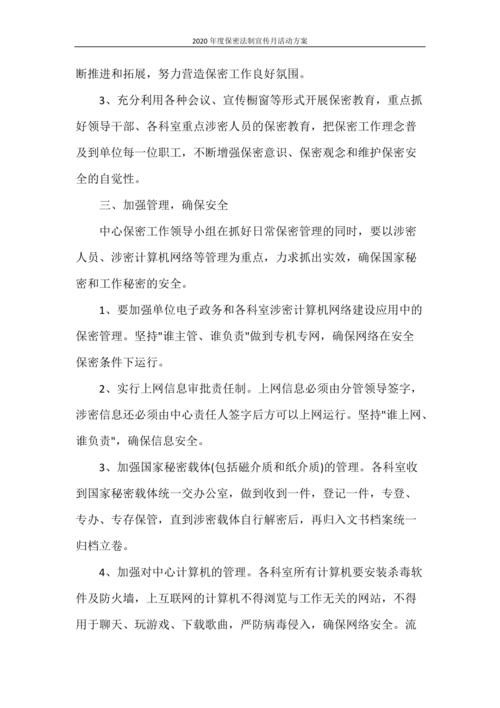 2020 年度保密法制宣传月活动方案
断推进和拓展，努力营造保密工作良好氛围。
3、充分利用各种会议、宣传橱窗等形式开展保密教育，重点抓
好领导干部、各科室重点涉密人员的保密教育，把保密工作理念普
及到单位每一位职工，不断增强保密意识、保密观念和维护保密安
全的自觉性。
三、加强管理，确保安全
中心保密工作领导小组在抓好日常保密管理的同时，要以涉密
人员、涉密计算机网络等管理为重点，力求抓出实效，确保国家秘
密和工作秘密的安全。
1、要加强单位电子政务和各科室涉密计算机网络建设应用中的
保密管理。坚持"谁主管、谁负责"做到专机专网，确保网络在安全
保密条件下运行。
2、实行上网信息审批责任制。上网信息必须由分管领导签字，
涉密信息还必须由中心责任人签字后方可以上网运行。坚持"谁上网、
谁负责"，确保信息安全。
3、加强国家秘密载体(包括磁介质和纸介质)的管理。各科室收
到国家秘密载体统一交办公室，做到收到一件，登记一件，专登、
专办、专存保管，直到涉密载体自行解密后，再归入文书档案统一
归档立卷。
4、加强对中心计算机的管理。各科室所有计算机要安装杀毒软
件及防火墙，上互联网的计算机不得浏览与工作无关的网站，不得
用于聊天、玩游戏、下载歌曲，严防病毒侵入，确保网络安全。流